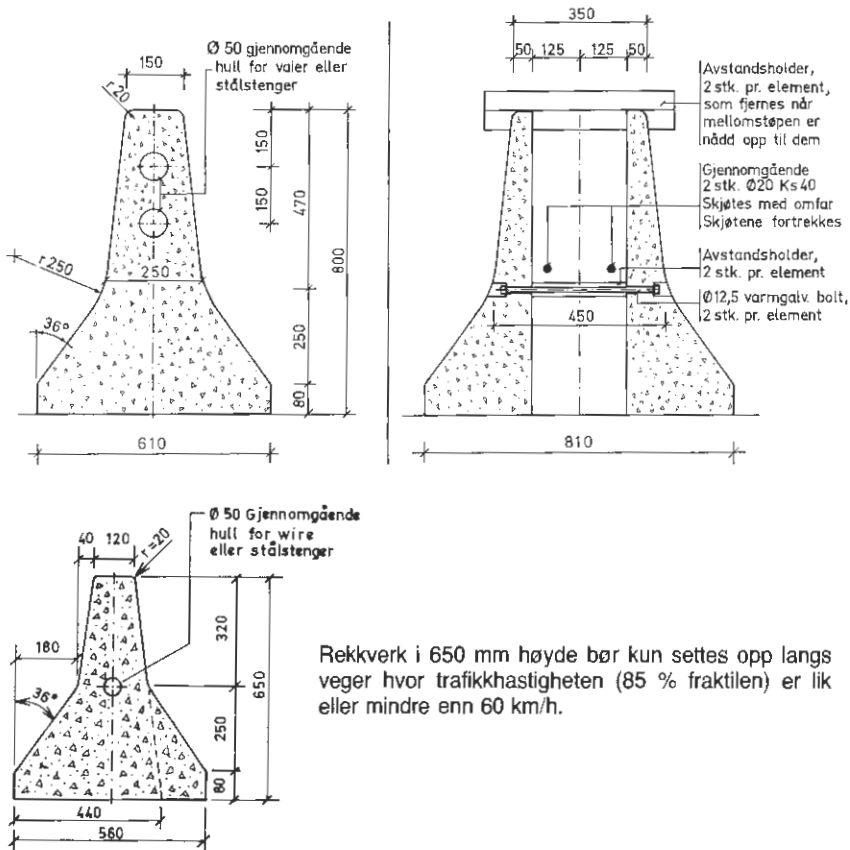 150
Ø 50 gjennomgående
hull for vaier eller
stålstenger
r20
150
150
470
800
r250
250
36°
250
80
610
350
50 125 125 50
Avstandsholder,
2 stk. pr. element,
som fjernes når
mellomstøpen er
nådd opp til dem
Gjennomgående
2 stk. Ø20 Ks 40
Skjøtes med omfar
Skjøtene fortrekkes
Avstandsholder,
2 stk. pr. element
Ø12,5 varmgalv. bolt,
2 stk. pr. element
450
810
Ø 50 Gjennomgående
hull for wire
eller stålstenger
40 120
r=20
180
320
650
36°
250
80
440
560
Rekkverk i 650 mm høyde bør kun settes opp langs
veger hvor trafikkhastigheten (85 % fraktilen) er lik
eller mindre enn 60 km/h.